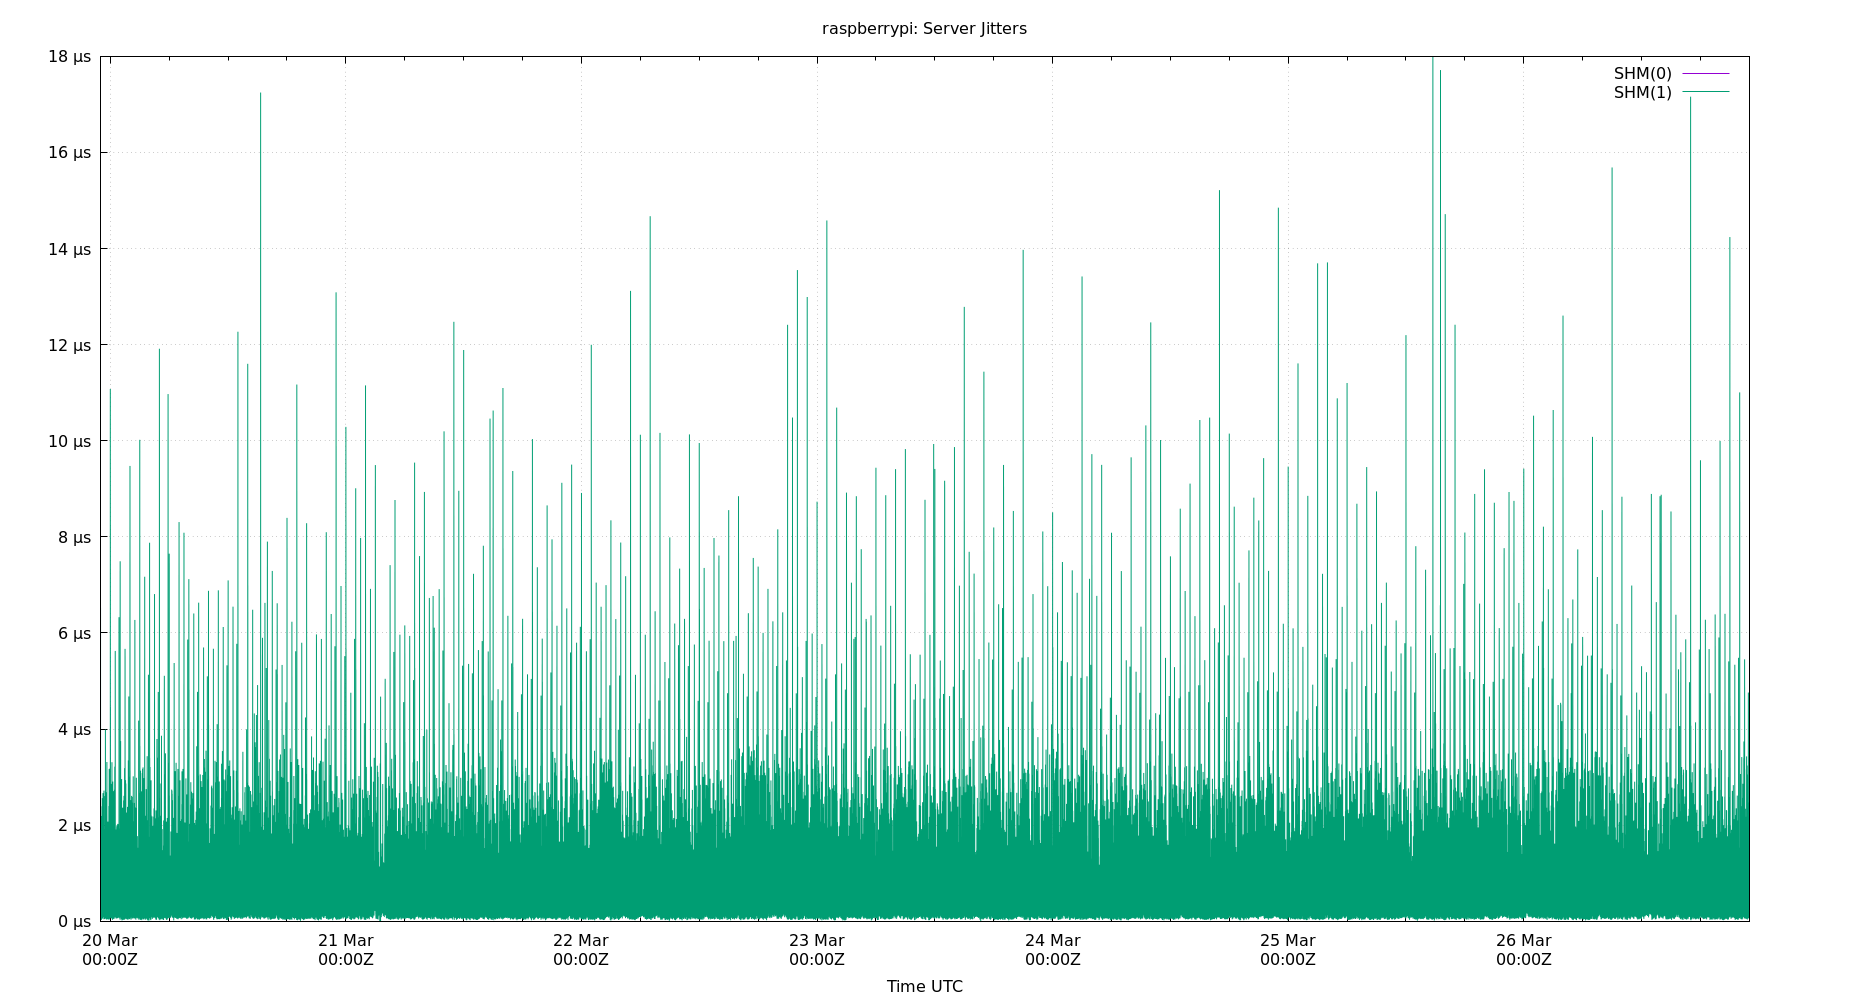 raspberrypi: Server Jitters
18 µs
16 µs
14 µs
12 µs
10 µs
8 µs
6 µs
4 µs
2 µs
0 µs
SHM(0)
SHM(1)
20 Mar 21 Mar 22 Mar 23 Mar 24 Mar 25 Mar 26 Mar
00:00Z 00:00Z 00:00Z 00:00Z 00:00Z 00:00Z 00:00Z
Time UTC